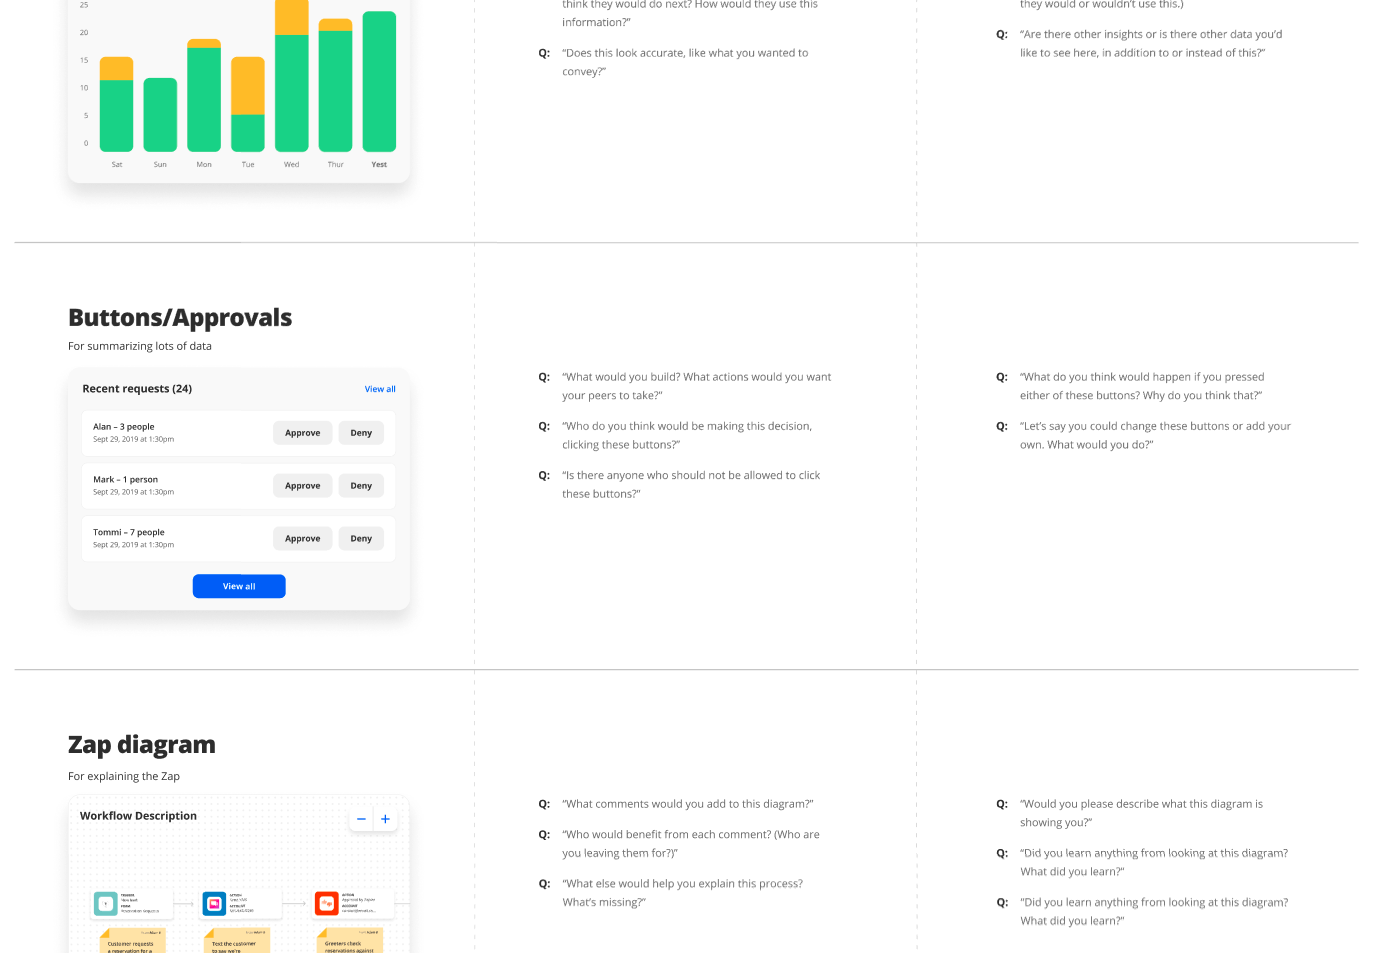 25
20
15
10
5
0
Sat Sun Mon Tue Wed Thur Yest
think they would do next? How would they use this
information?”
Q: “Does this look accurate, like what you wanted to
convey?”
they would or wouldn’t use this.)
Q: “Are there other insights or is there other data you’d
like to see here, in addition to or instead of this?”
Buttons/Approvals
For summarizing lots of data
Recent requests (24)
View all
Alan – 3 people
Sept 29, 2019 at 1:30pm
Approve
Deny
Mark – 1 person
Sept 29, 2019 at 1:30pm
Approve
Deny
Tommi – 7 people
Sept 29, 2019 at 1:30pm
Approve
Deny
View all
Q: “What would you build? What actions would you want
your peers to take?”
Q: “Who do you think would be making this decision,
clicking these buttons?”
Q: “Is there anyone who should not be allowed to click
these buttons?”
Q: “What do you think would happen if you pressed
either of these buttons? Why do you think that?”
Q: “Let’s say you could change these buttons or add your
own. What would you do?”
Zap diagram
For explaining the Zap
Workflow Description
TRIGGER
New lead
FORM
Reservation Requests
ACTION
ACTION
ACCOUNT
Customer requests
a reservation for a
Text the customer
to say we’re
Greeters check
reservations against
Q: “What comments would you add to this diagram?”
Q: “Who would benefit from each comment? (Who are
you leaving them for?)”
Q: “What else would help you explain this process?
What’s missing?”
Q: “Would you please describe what this diagram is
showing you?”
Q: “Did you learn anything from looking at this diagram?
What did you learn?”
Q: “Did you learn anything from looking at this diagram?
What did you learn?”